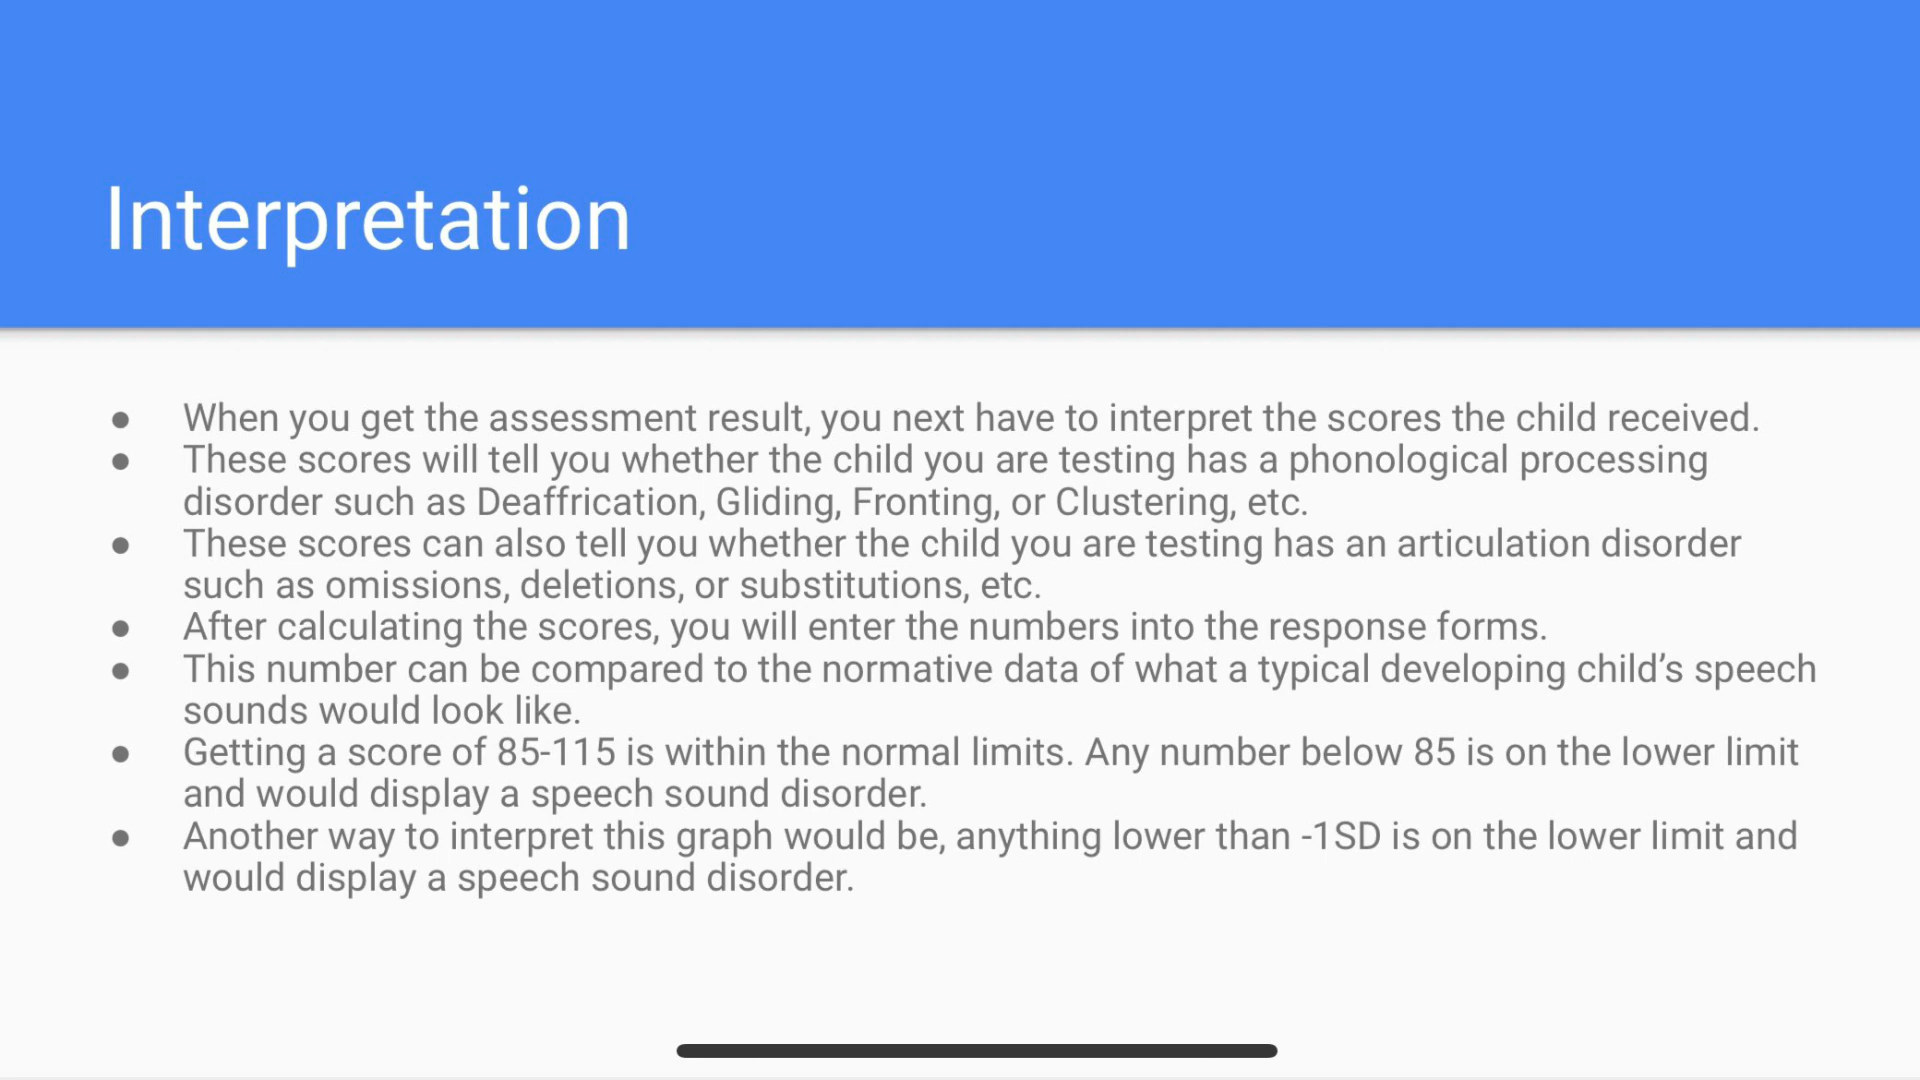 Interpretation
● When you get the assessment result, you next have to interpret the scores the child received.
● These scores will tell you whether the child you are testing has a phonological processing
disorder such as Deaffrication, Gliding, Fronting, or Clustering, etc.
● These scores can also tell you whether the child you are testing has an articulation disorder
such as omissions, deletions, or substitutions, etc.
● After calculating the scores, you will enter the numbers into the response forms.
● This number can be compared to the normative data of what a typical developing child’s speech
sounds would look like.
● Getting a score of 85-115 is within the normal limits. Any number below 85 is on the lower limit
and would display a speech sound disorder.
● Another way to interpret this graph would be, anything lower than -1SD is on the lower limit and
would display a speech sound disorder.